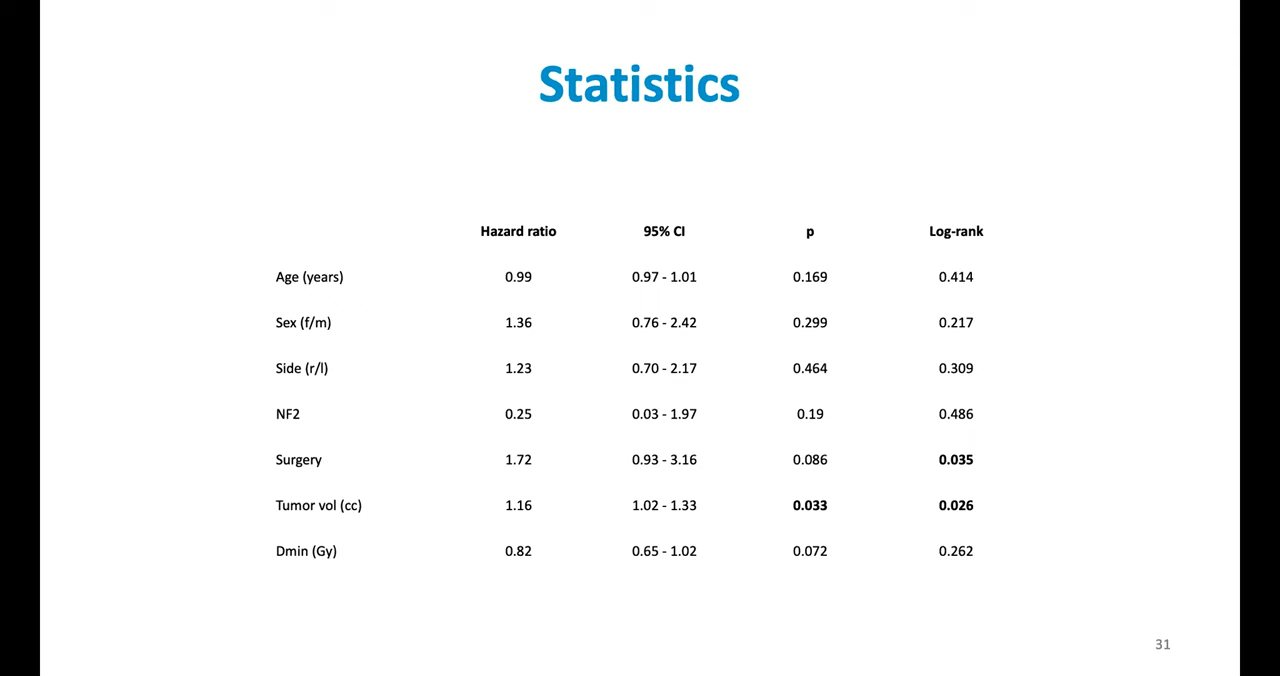 Statistics
Hazard ratio 95% CI p Log-rank
Age (years) 0.99 0.97 - 1.01 0.169 0.414
Sex (f/m) 1.36 0.76 - 2.42 0.299 0.217
Side (r/l) 1.23 0.70 - 2.17 0.464 0.309
NF2 0.25 0.03 - 1.97 0.19 0.486
Surgery 1.72 0.93 - 3.16 0.086 0.035
Tumor vol (cc) 1.16 1.02 - 1.33 0.033 0.026
Dmin (Gy) 0.82 0.65 - 1.02 0.072 0.262
31